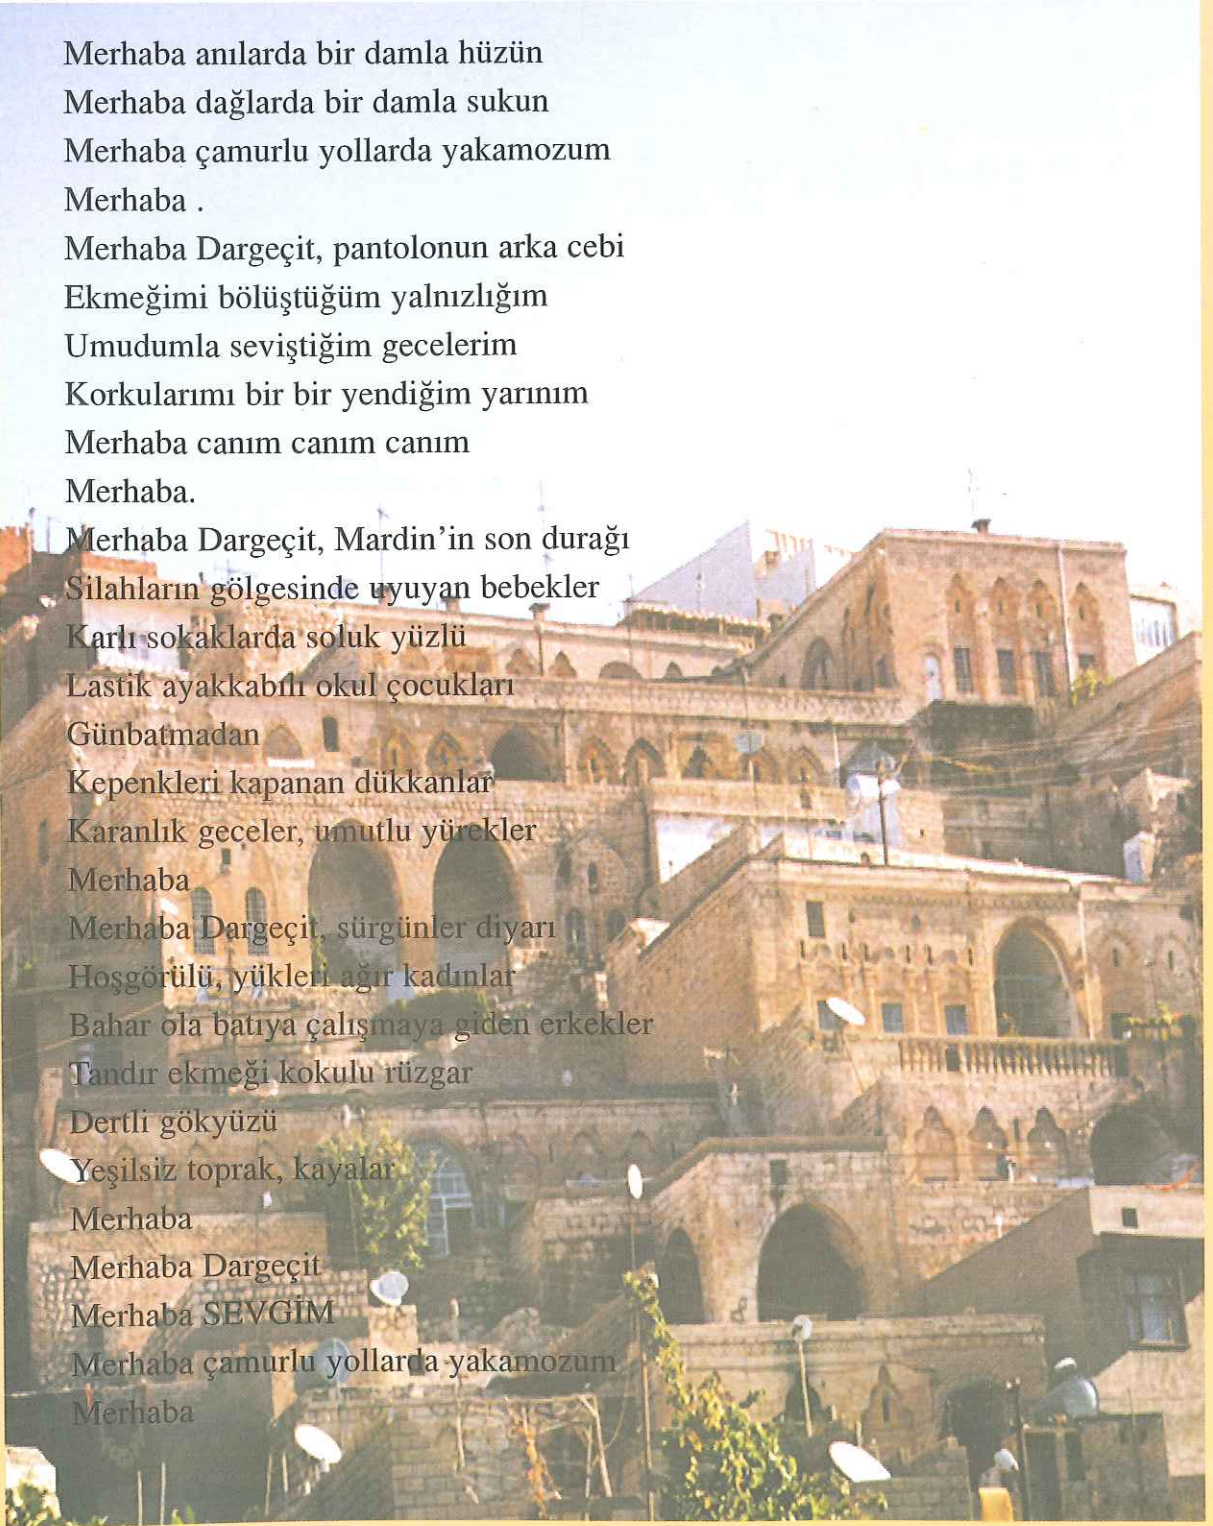 Merhaba anılarda bir damla hüzün
Merhaba dağlarda bir damla sukun
Merhaba çamurlu yollarda yakamozum
Merhaba .
Merhaba Dargeçit, pantolonun arka cebi
Ekmeğimi bölüştüğüm yalnızlığım
Umudumla seviştiğim gecelerim
Korkularımı bir bir yendiğim yarınım
Merhaba canım canım canım
Merhaba.
Merhaba Dargeçit, Mardin’in son durağı
Silahların gölgesinde uyuyan bebekler
Karlı sokaklarda soluk yüzlü
Lastik ayakkabılı okul çocukları
Günbatmadan
Kepenkleri kapanan dükkanlar
Karanlık geçeler, umutlu yürekler
Merhaba
Merhaba Dargeçit, sürgünler diyarı
Hoşgörülü, yükleri ağır kadınlar
Bahar ola batıya çalışmaya giden erkekler
Tandır ekmeği kokulu rüzgar
Dertli gökyüzü
Yeşilsiz toprak, kayalar
Merhaba
Merhaba Dargeçit
Merhaba SEVGİM
Merhaba çamurlu yollarda yakamozum
Merhaba